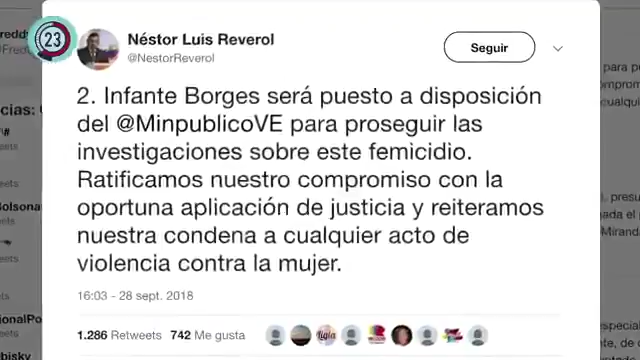 23
Néstor Luis Reverol
@NestorReverol
Seguir
2. Infante Borges será puesto a disposición
del @MinpublicoVE para proseguir las
investigaciones sobre este femicidio.
Ratificamos nuestro compromiso con la
oportuna aplicación de justicia y reiteramos
nuestra condena a cualquier acto de
violencia contra la mujer.
16:03 - 28 sept. 2018
1.286 Retweets 742 Me gusta